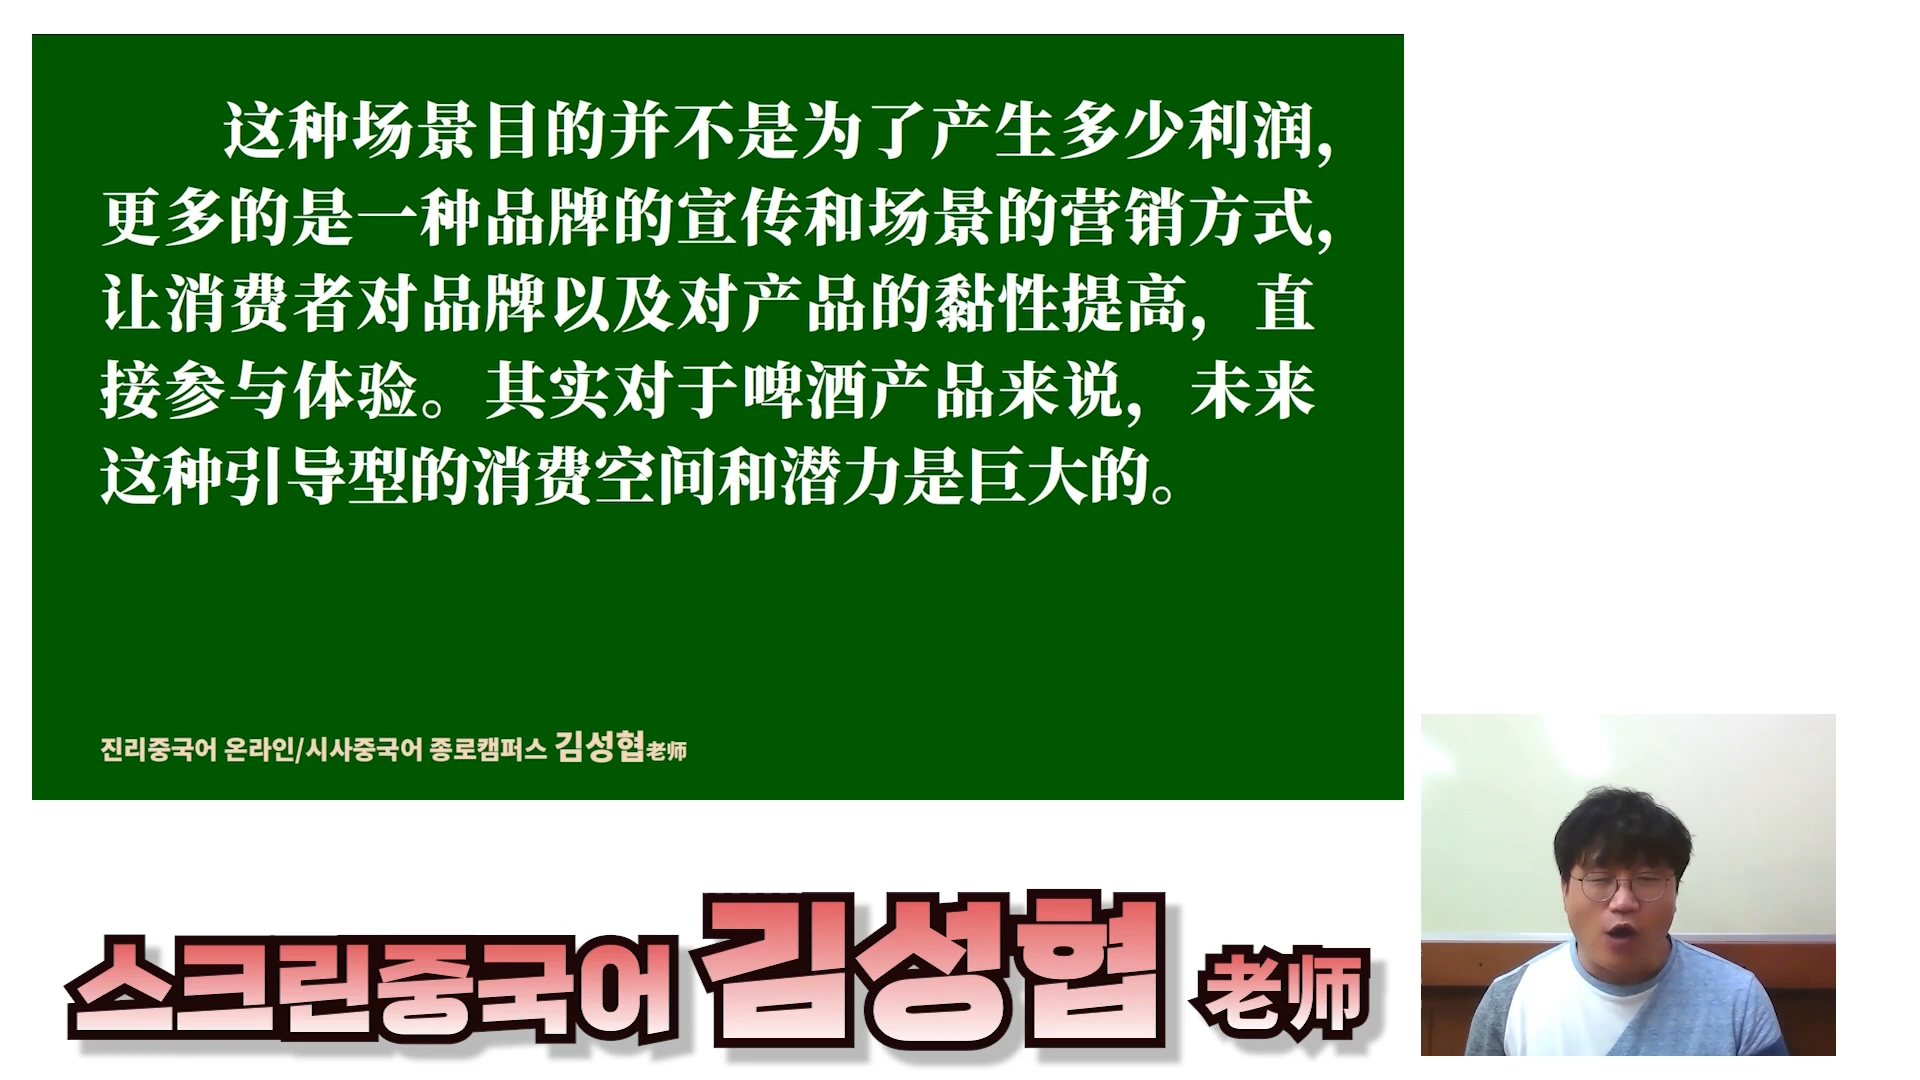 这种场景目的并不是为了产生多少利润，
更多的是一种品牌的宣传和场景的营销方式，
让消费者对品牌以及对产品的黏性提高，直
接参与体验。其实对于啤酒产品来说，未来
这种引导型的消费空间和潜力是巨大的。
진리중국어 온라인/시사중국어 종로캠퍼스 김성협老师
스크린중국어 김성협 老师